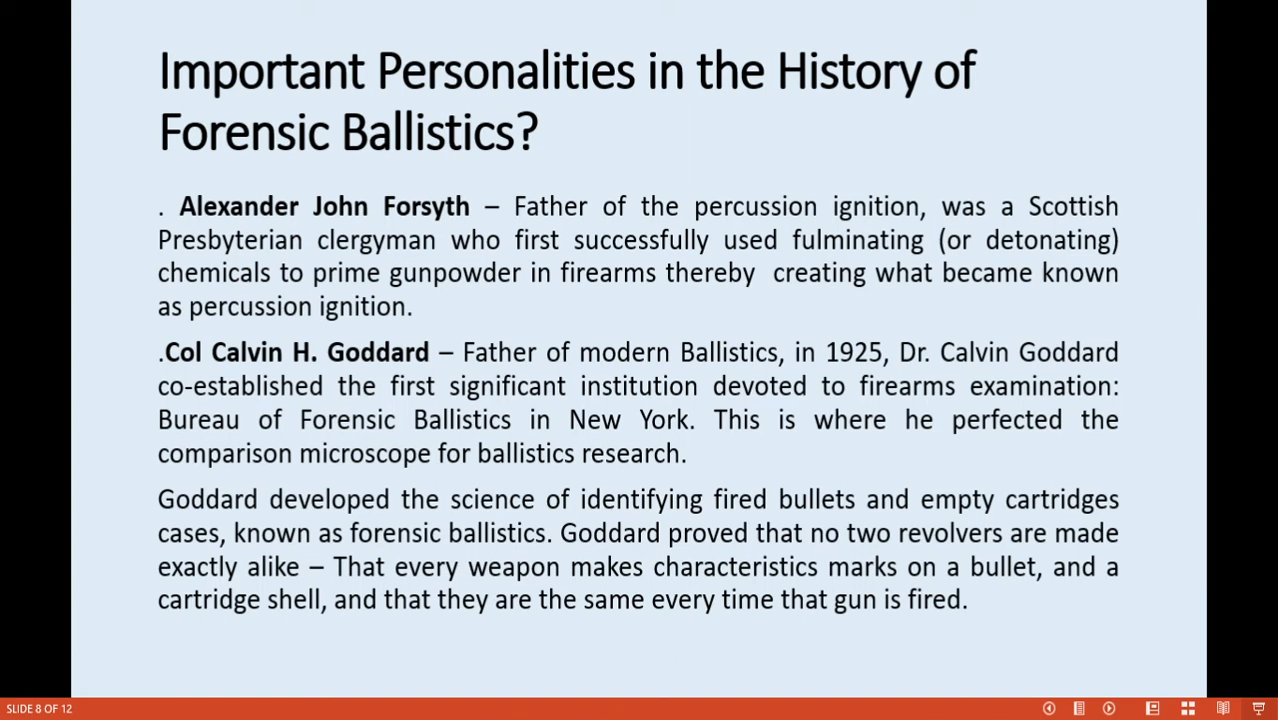 Important Personalities in the History of
Forensic Ballistics?
. Alexander John Forsyth – Father of the percussion ignition, was a Scottish
Presbyterian clergyman who first successfully used fulminating (or detonating)
chemicals to prime gunpowder in firearms thereby creating what became known
as percussion ignition.
.Col Calvin H. Goddard – Father of modern Ballistics, in 1925, Dr. Calvin Goddard
co-established the first significant institution devoted to firearms examination:
Bureau of Forensic Ballistics in New York. This is where he perfected the
comparison microscope for ballistics research.
Goddard developed the science of identifying fired bullets and empty cartridges
cases, known as forensic ballistics. Goddard proved that no two revolvers are made
exactly alike – That every weapon makes characteristics marks on a bullet, and a
cartridge shell, and that they are the same every time that gun is fired.
SLIDE 8 OF 12